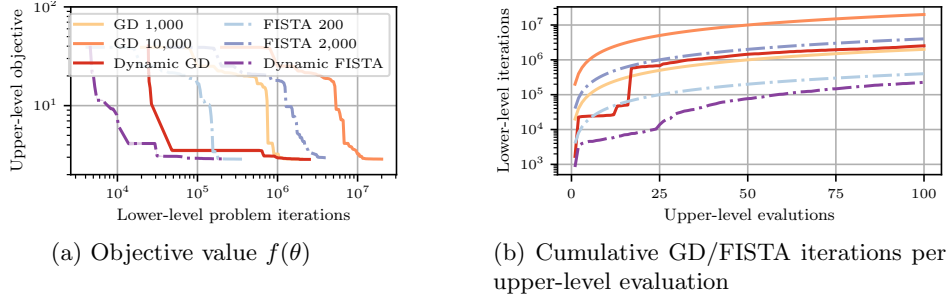 Upper-level objective
10²
10¹
GD 1,000
GD 10,000
Dynamic GD
FISTA 200
FISTA 2,000
Dynamic FISTA
10⁴ 10⁵ 10⁶ 10⁷
Lower-level problem iterations
(a) Objective value f(θ)
Lower-level iterations
10⁷
10⁶
10⁵
10⁴
10³
0 25 50 75 100
Upper-level evalutions
(b) Cumulative GD/FISTA iterations per
upper-level evaluation